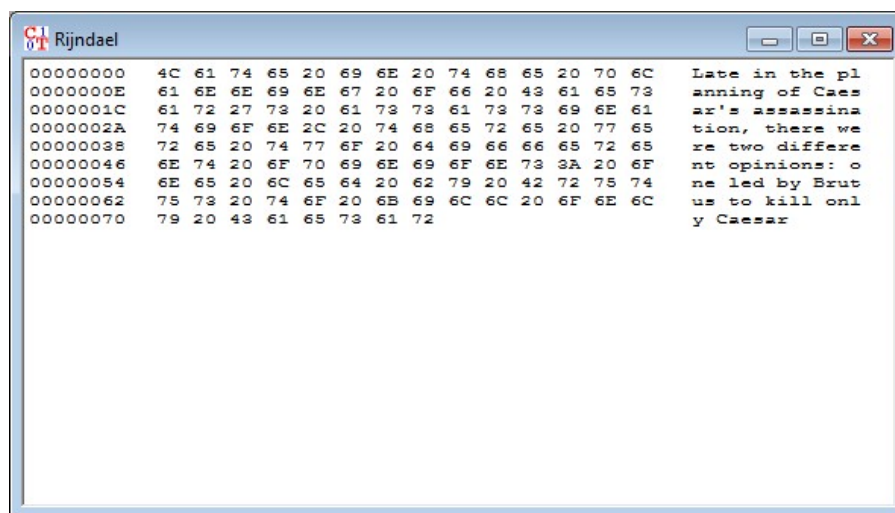 Rijndael
00000000 4C 61 74 65 20 69 6E 20 74 68 65 20 70 6C Late in the pl
0000000E 61 6E 6E 69 6E 67 20 6F 66 20 43 61 65 73 anning of Caes
0000001C 61 72 27 73 20 61 73 73 61 73 73 69 6E 61 ar's assassina
0000002A 74 69 6F 6E 2C 20 74 68 65 72 65 20 77 65 tion, there we
00000038 72 65 20 74 77 6F 20 64 69 66 66 65 72 65 re two differe
00000046 6E 74 20 6F 70 69 6E 69 6F 6E 73 3A 20 6F nt opinions: o
00000054 6E 65 20 6C 65 64 20 62 79 20 42 72 75 74 ne led by Brut
00000062 75 73 20 74 6F 20 6B 69 6C 6C 20 6F 6E 6C us to kill onl
00000070 79 20 43 61 65 73 61 72 y Caesar